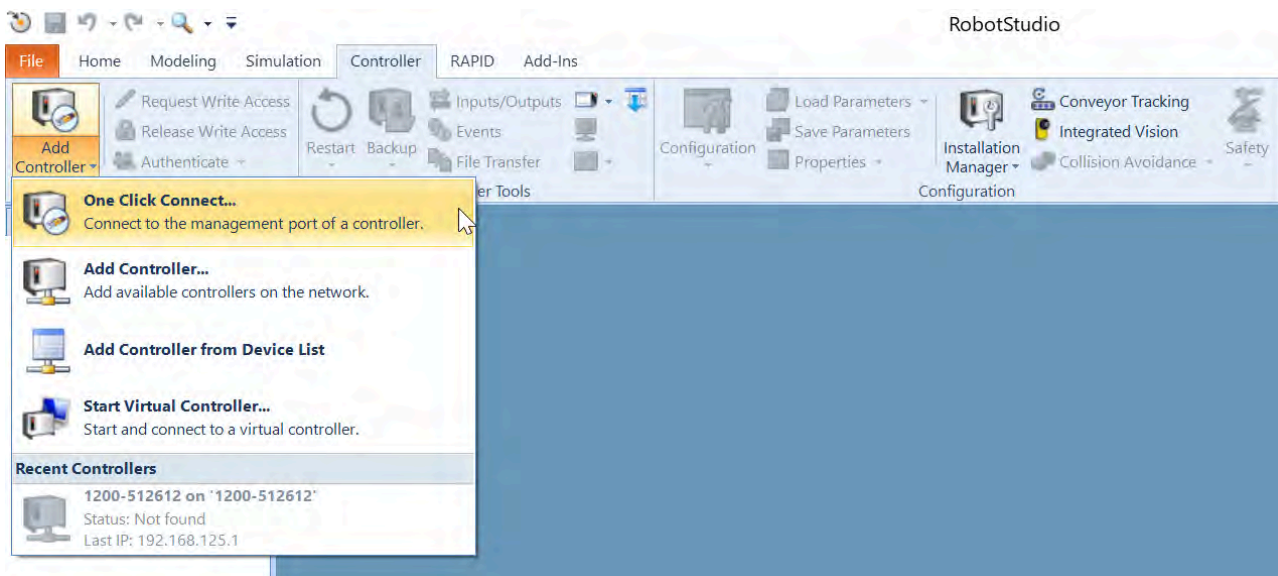 RobotStudio
File Home Modeling Simulation Controller RAPID Add-Ins
Add Controller
Request Write Access
Release Write Access
Authenticate
Restart
Backup
Inputs/Outputs
Events
File Transfer
er Tools
Configuration
Load Parameters
Save Parameters
Properties
Installation
Manager
Conveyor Tracking
Integrated Vision
Collision Avoidance
Safety
Configuration
One Click Connect...
Connect to the management port of a controller.
Add Controller...
Add available controllers on the network.
Add Controller from Device List
Start Virtual Controller...
Start and connect to a virtual controller.
Recent Controllers
1200-512612 on '1200-512612'
Status: Not found
Last IP: 192.168.125.1